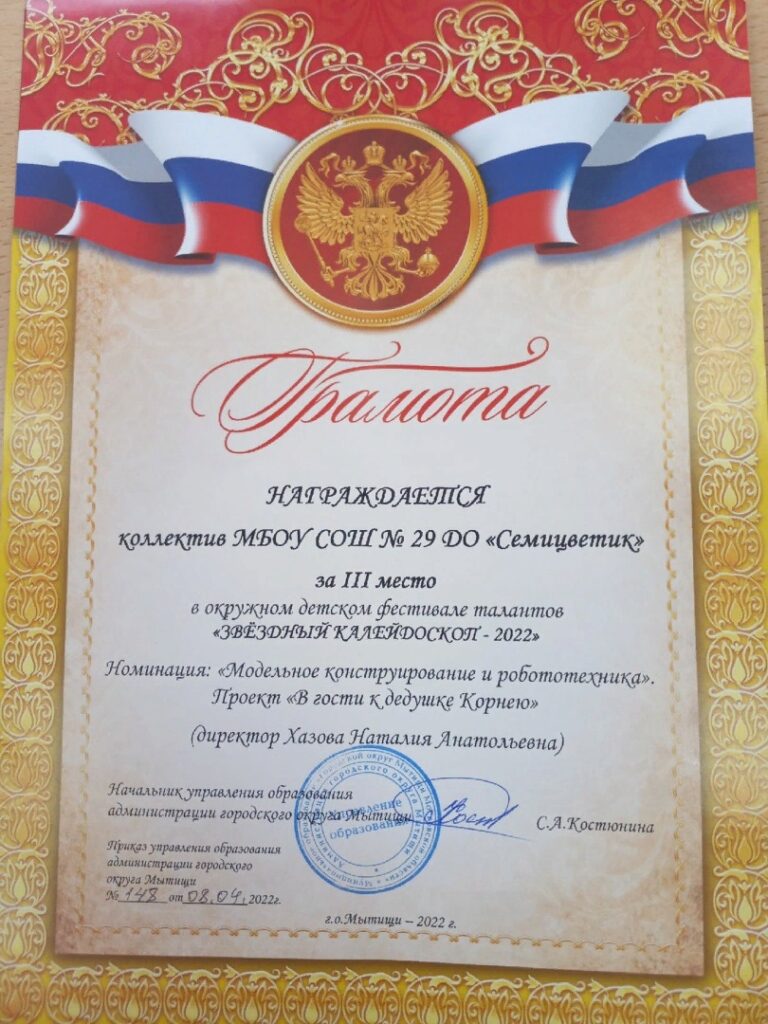 Грамота
НАГРАЖДАЕТСЯ
коллектив МБОУ СОШ № 29 ДО «Семицветик»
за III место
в окружном детском фестивале талантов
«ЗВЁЗДНЫЙ КАЛЕЙДОСКОП - 2022»
Номинация: «Модельное конструирование и робототехника».
Проект «В гости к дедушке Корнею»
(директор Хазова Наталия Анатольевна)
Начальник управления образования
администрации городского округа Мытищи
С.А.Костюнина
управление
образования
Приказ управления образования
администрации городского
округа Мытищи
№ 148 от 08.04.2022г.
г.о.Мытищи – 2022 г.